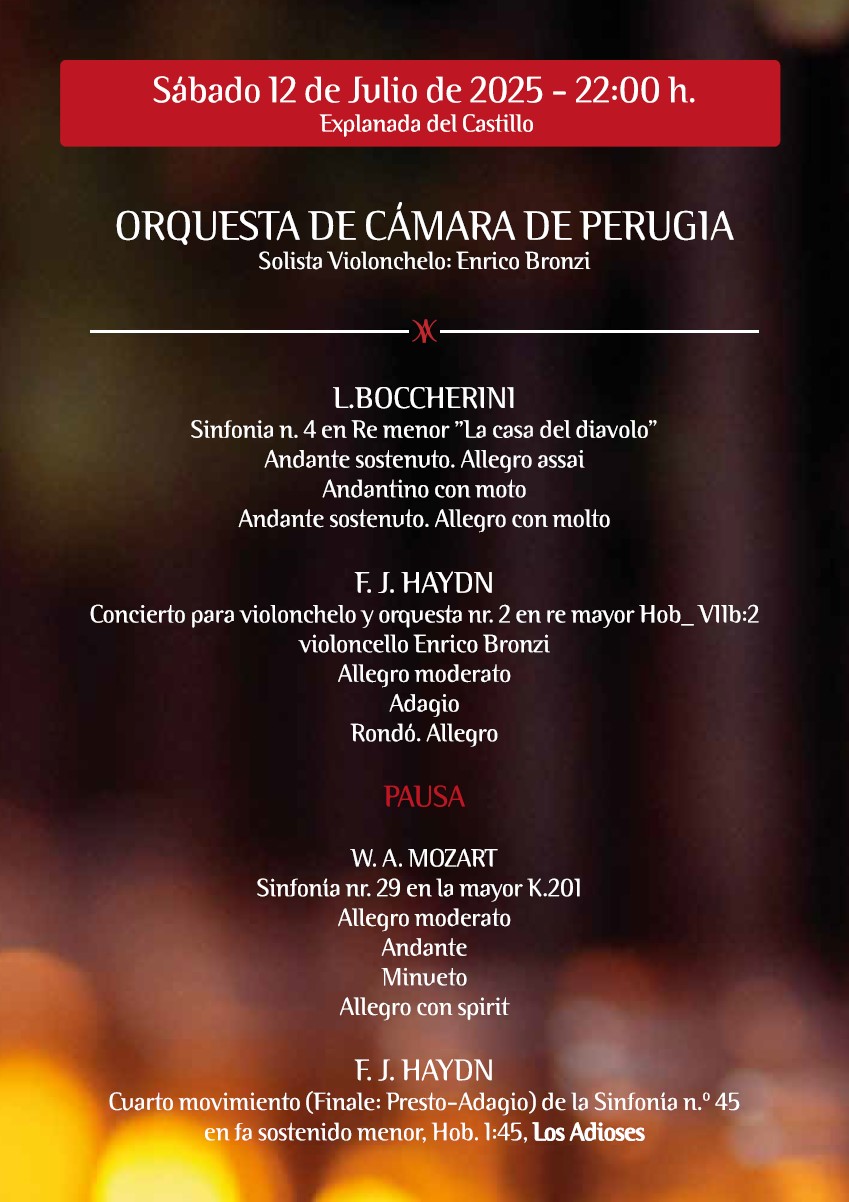 Sábado 12 de Julio de 2025 - 22:00 h.
Explanada del Castillo
ORQUESTA DE CÁMARA DE PERUGIA
Solista Violonchelo: Enrico Bronzi
L.BOCCHERINI
Sinfonia n. 4 en Re menor ”La casa del diavolo”
Andante sostenuto. Allegro assai
Andantino con moto
Andante sostenuto. Allegro con molto
F. J. HAYDN
Concierto para violonchelo y orquesta nr. 2 en re mayor Hob_ VIIb:2
violoncello Enrico Bronzi
Allegro moderato
Adagio
Rondó. Allegro
PAUSA
W. A. MOZART
Sinfonía nr. 29 en la mayor K.201
Allegro moderato
Andante
Minueto
Allegro con spirit
F. J. HAYDN
Cuarto movimiento (Finale: Presto-Adagio) de la Sinfonía n.º 45
en fa sostenido menor, Hob. I:45, Los Adioses